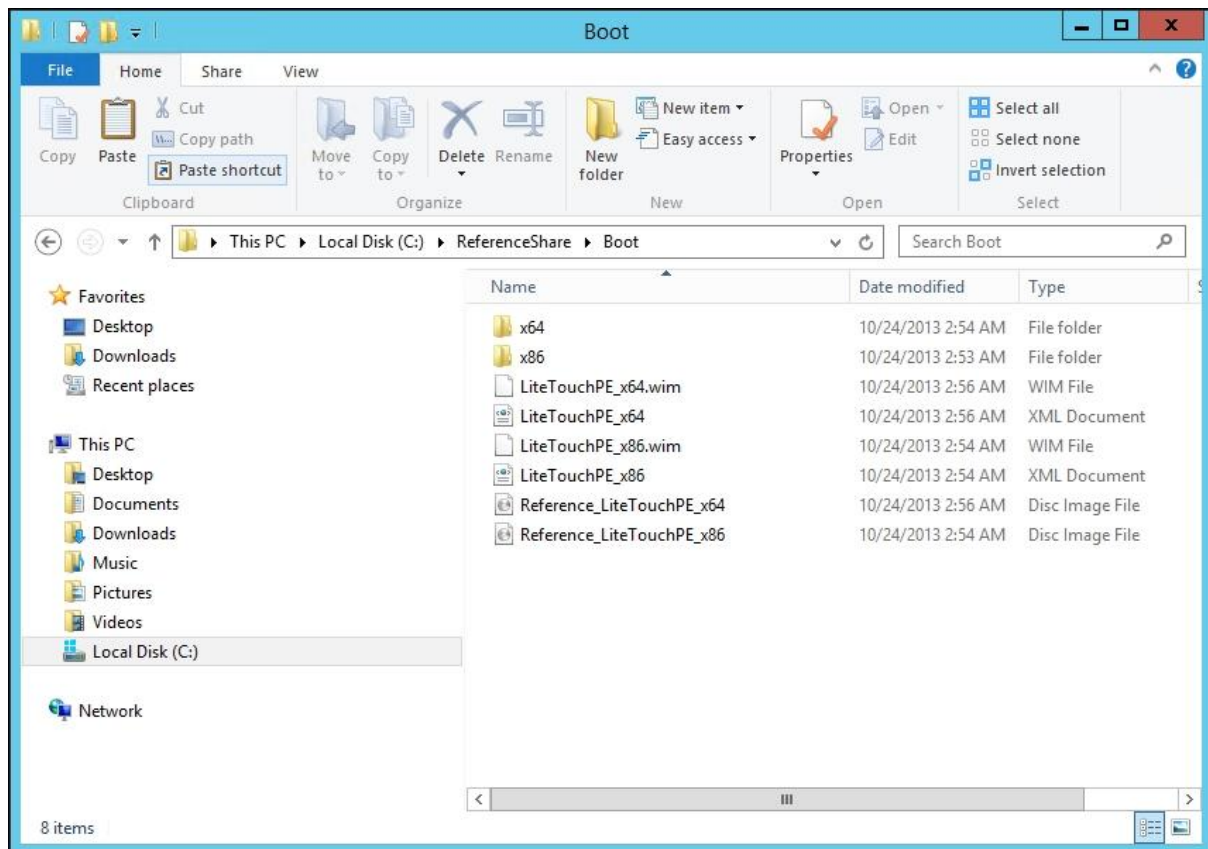 Boot
File Home Share View
Copy
Paste
Cut
W... Copy path
Paste shortcut
Clipboard
Move to
Copy to
Delete
Rename
Organize
New folder
New item
Easy access
New
Properties
Open
Edit
Open
Select all
Select none
Invert selection
Select
This PC Local Disk (C:) ReferenceShare Boot
Search Boot
Favorites
Desktop
Downloads
Recent places
This PC
Desktop
Documents
Downloads
Music
Pictures
Videos
Local Disk (C:)
Network
Name Date modified Type S
x64 10/24/2013 2:54 AM File folder
x86 10/24/2013 2:53 AM File folder
LiteTouchPE_x64.wim 10/24/2013 2:56 AM WIM File
LiteTouchPE_x64 10/24/2013 2:56 AM XML Document
LiteTouchPE_x86.wim 10/24/2013 2:54 AM WIM File
LiteTouchPE_x86 10/24/2013 2:54 AM XML Document
Reference_LiteTouchPE_x64 10/24/2013 2:56 AM Disc Image File
Reference_LiteTouchPE_x86 10/24/2013 2:54 AM Disc Image File
8 items